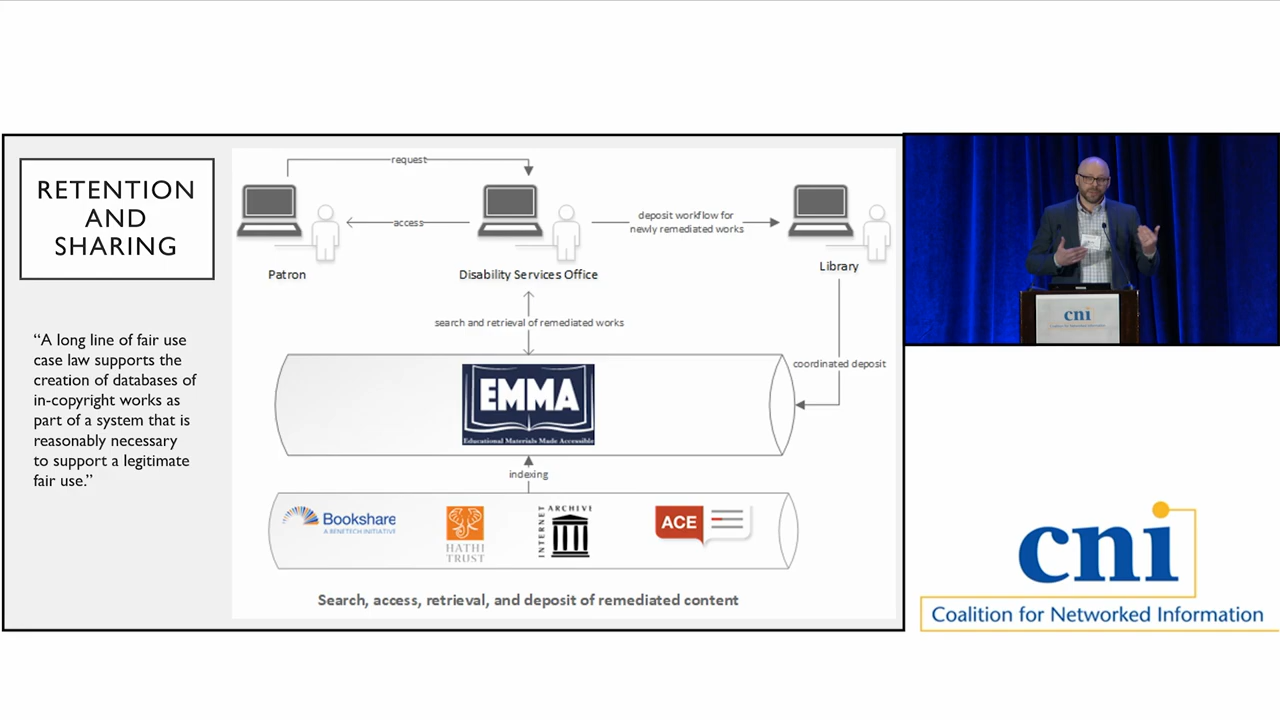 RETENTION
AND
SHARING
“A long line of fair use
case law supports the
creation of databases of
in-copyright works as
part of a system that is
reasonably necessary
to support a legitimate
fair use.”
request
access
deposit workflow for
newly remediated works
Patron
Disability Services Office
Library
search and retrieval of remediated works
coordinated deposit
EMMA
Educational Materials Made Accessible
indexing
Bookshare
A BENETECH INITIATIVE
HATHI
TRUST
INTERNET
ARCHIVE
ACE
Search, access, retrieval, and deposit of remediated content
cni
Coalition for Networked Information
cni
Coalition for Networked Information